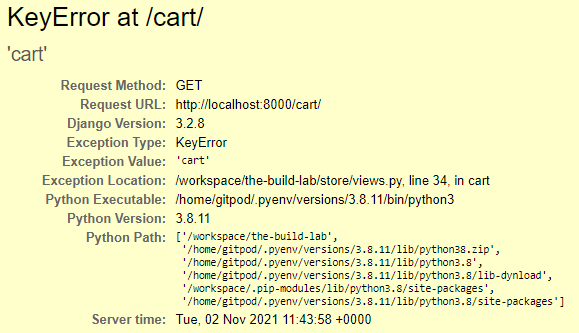 KeyError at /cart/
'cart'
Request Method: GET
Request URL: http://localhost:8000/cart/
Django Version: 3.2.8
Exception Type: KeyError
Exception Value: 'cart'
Exception Location: /workspace/the-build-lab/store/views.py, line 34, in cart
Python Executable: /home/gitpod/.pyenv/versions/3.8.11/bin/python3
Python Version: 3.8.11
Python Path: ['/workspace/the-build-lab',
'/home/gitpod/.pyenv/versions/3.8.11/lib/python38.zip',
'/home/gitpod/.pyenv/versions/3.8.11/lib/python3.8',
'/home/gitpod/.pyenv/versions/3.8.11/lib/python3.8/lib-dynload',
'/workspace/.pip-modules/lib/python3.8/site-packages',
'/home/gitpod/.pyenv/versions/3.8.11/lib/python3.8/site-packages']
Server time: Tue, 02 Nov 2021 11:43:58 +0000